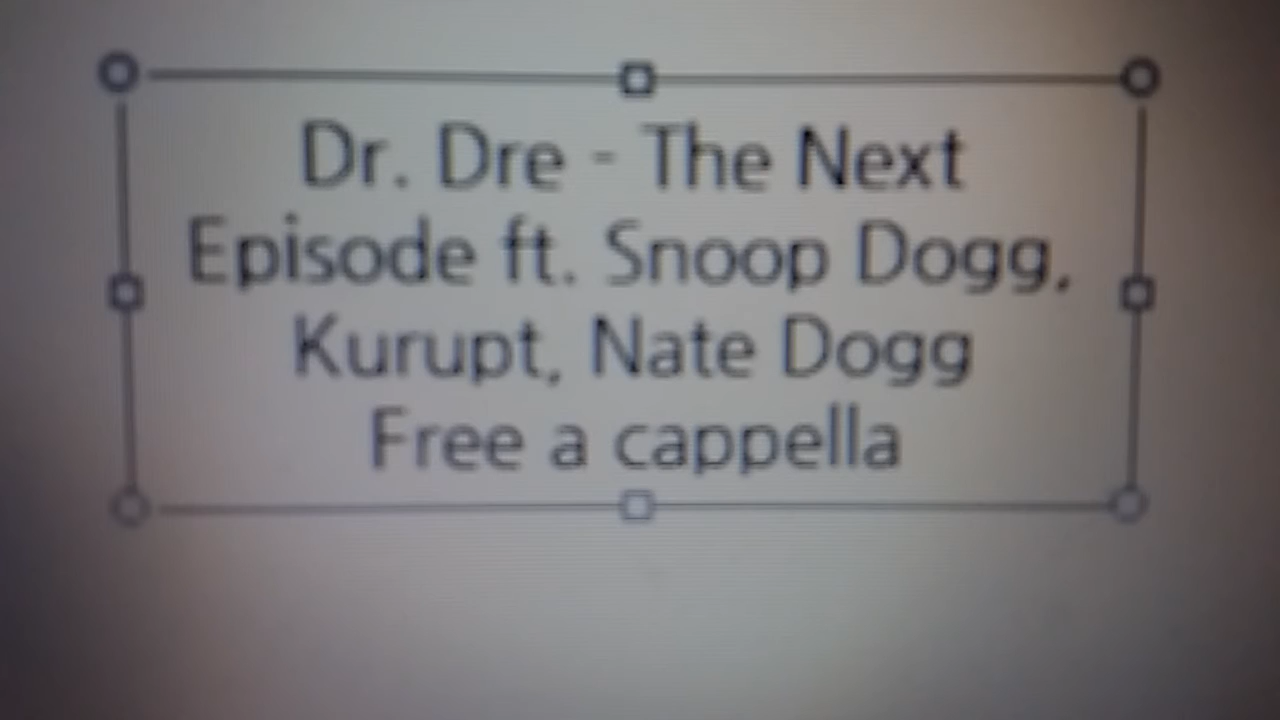 Dr. Dre - The Next
Episode ft. Snoop Dogg,
Kurupt, Nate Dogg
Free a cappella